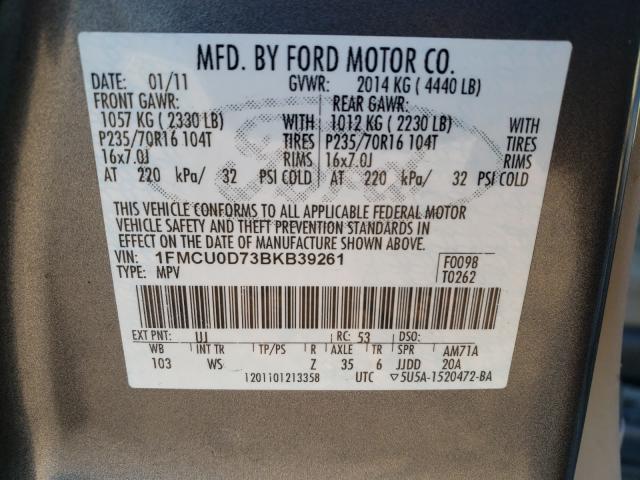 MFD. BY FORD MOTOR CO.
DATE: 01/11 GVWR: 2014 KG ( 4440 LB)
FRONT GAWR: REAR GAWR:
1057 KG ( 2330 LB) 1012 KG ( 2230 LB) WITH
P235/70R16 104T TIRES P235/70R16 104T TIRES
16x7.0J RIMS 16x7.0J RIMS
AT 220 kPa/ 32 PSI COLD AT 220 kPa/ 32 PSI COLD
THIS VEHICLE CONFORMS TO ALL APPLICABLE FEDERAL MOTOR
VEHICLE SAFETY AND THEFT PREVENTION STANDARDS IN
EFFECT ON THE DATE OF MANUFACTURE SHOWN ABOVE.
VIN: 1FMCU0D73BKB39261 F0098
TYPE: MPV T0262
EXT PNT: UJ RC: 53 DSO:
WB INT TR TP/PS R AXLE TR SPR AM71A
103 WS Z 35 6 JJDD 20A
1201101213358 UTC ▽5U5A-1520472-BA